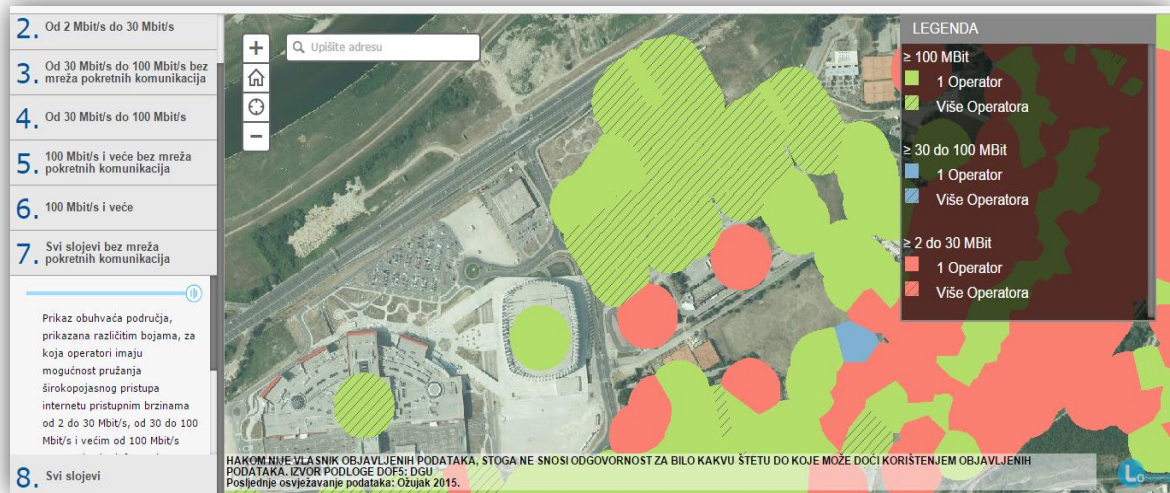 2. Od 2 Mbit/s do 30 Mbit/s
3. Od 30 Mbit/s do 100 Mbit/s bez
mreža pokretnih komunikacija
4. Od 30 Mbit/s do 100 Mbit/s
5. 100 Mbit/s i veće bez mreža
pokretnih komunikacija
6. 100 Mbit/s i veće
7. Svi slojevi bez mreža
pokretnih komunikacija
Prikaz obuhvaća područja,
prikazana različitim bojama, za
koja operatori imaju
mogućnost pružanja
širokopojasnog pristupa
internetu pristupnim brzinama
od 2 do 30 Mbit/s, od 30 do 100
Mbit/s i većim od 100 Mbit/s
8. Svi slojevi
+
Upišite adresu
−
LEGENDA
≥ 100 MBit
1 Operator
Više Operatora
≥ 30 do 100 MBit
1 Operator
Više Operatora
≥ 2 do 30 MBit
1 Operator
Više Operatora
HAKOM NIJE VLASNIK OBJAVLJENIH PODATAKA, STOGA NE SNOSI ODGOVORNOST ZA BILO KAKVU ŠTETU DO KOJE MOŽE DOĆI KORIŠTENJEM OBJAVLJENIH
PODATAKA. IZVOR PODLOGE DOF5: DGU
Posljednje osvježavanje podataka: Ožujak 2015.